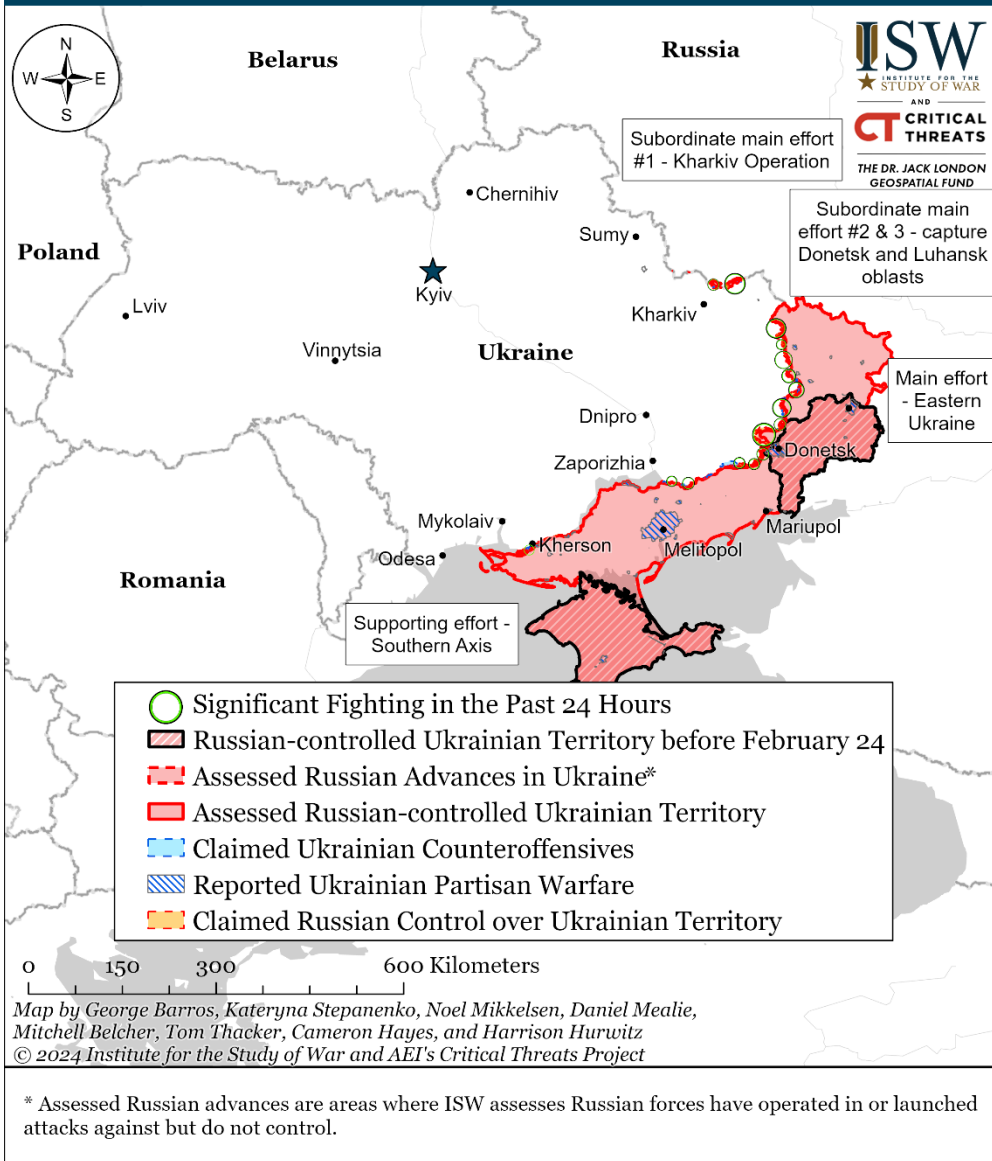 N
W
E
S
Belarus
Russia
ISW
INSTITUTE FOR THE
STUDY OF WAR
AND
CT CRITICAL
THREATS
THE DR. JACK LONDON
GEOSPATIAL FUND
Subordinate main effort
#1 - Kharkiv Operation
Subordinate main
effort #2 & 3 - capture
Donetsk and Luhansk
oblasts
Chernihiv
Sumy
Poland
Kyiv
Lviv
Kharkiv
Vinnytsia
Ukraine
Main effort
- Eastern
Ukraine
Dnipro
Donetsk
Zaporizhia
Mykolaiv
Mariupol
Kherson
Melitopol
Odesa
Romania
Supporting effort -
Southern Axis
Significant Fighting in the Past 24 Hours
Russian-controlled Ukrainian Territory before February 24
Assessed Russian Advances in Ukraine*
Assessed Russian-controlled Ukrainian Territory
Claimed Ukrainian Counteroffensives
Reported Ukrainian Partisan Warfare
Claimed Russian Control over Ukrainian Territory
0 150 300 600 Kilometers
Map by George Barros, Kateryna Stepanenko, Noel Mikkelsen, Daniel Mealie,
Mitchell Belcher, Tom Thacker, Cameron Hayes, and Harrison Hurwitz
© 2024 Institute for the Study of War and AEI's Critical Threats Project
* Assessed Russian advances are areas where ISW assesses Russian forces have operated in or launched
attacks against but do not control.